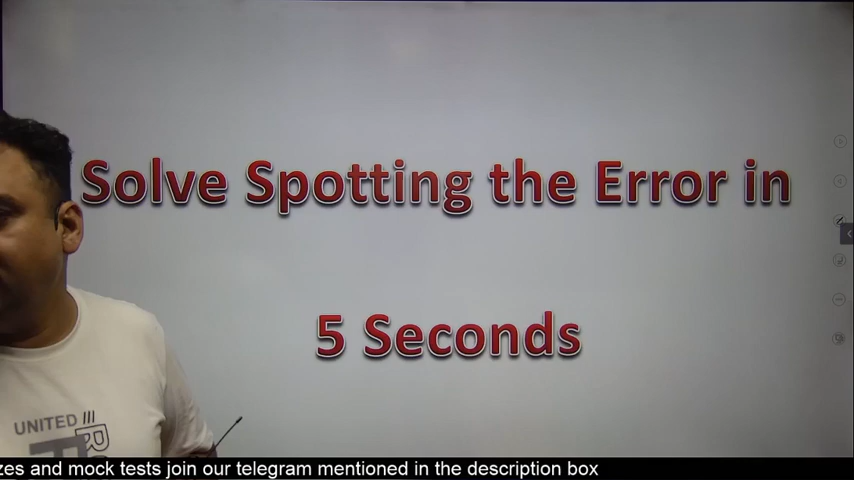 Solve Spotting the Error in
5 Seconds
UNITED
zes and mock tests join our telegram mentioned in the description box